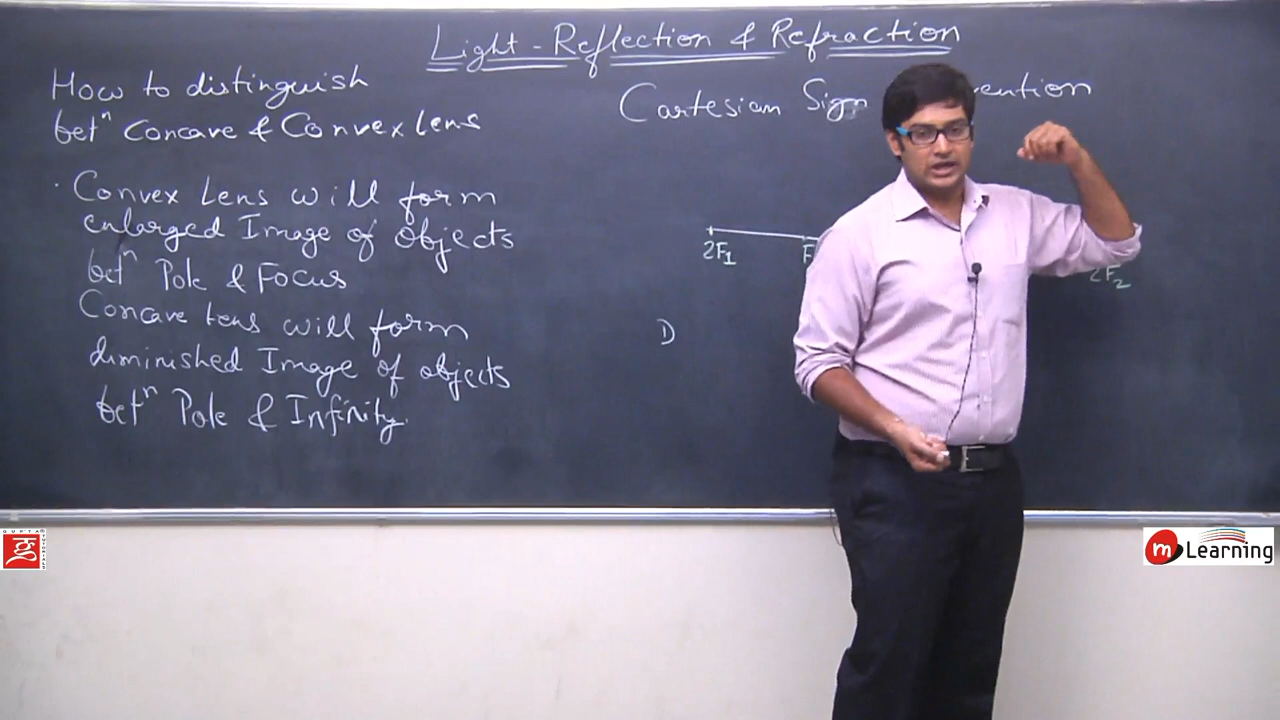 Light - Reflection & Refraction
How to distinguish
betⁿ Concave & Convex lens
Convex Lens will form
enlarged Image of objects
betⁿ Pole & Focus
Concave Lens will form
diminished Image of objects
betⁿ Pole & Infinity.
Cartesian Sign vention
2F₁ F
2F₂
D
GUPTA TUTORIALS
m Learning